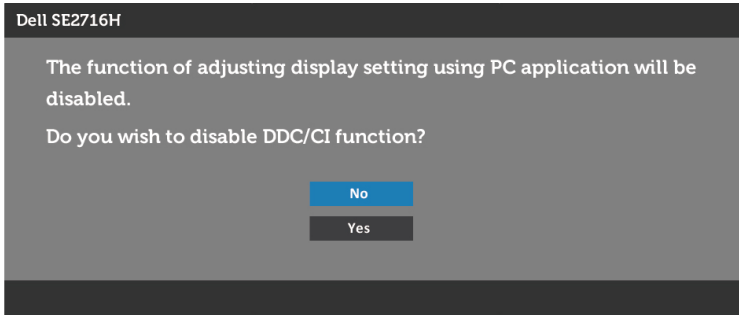 Dell SE2716H
The function of adjusting display setting using PC application will be
disabled.
Do you wish to disable DDC/CI function?
No
Yes